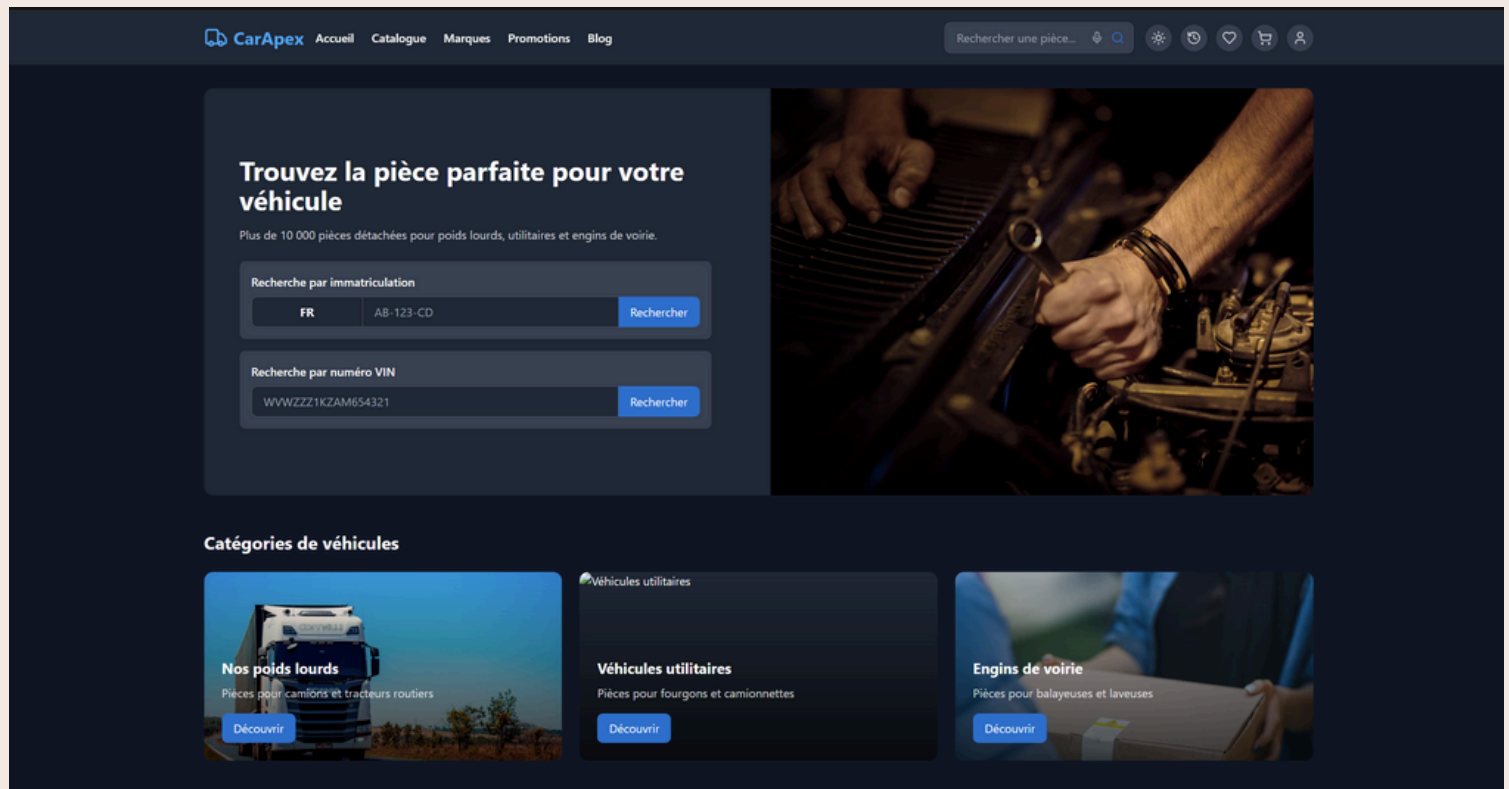 CarApex Accueil Catalogue Marques Promotions Blog Rechercher une pièce...
Trouvez la pièce parfaite pour votre
véhicule
Plus de 10 000 pièces détachées pour poids lourds, utilitaires et engins de voirie.
Recherche par immatriculation
FR AB-123-CD Rechercher
Recherche par numéro VIN
WVWZZZ1KZAM654321 Rechercher
Catégories de véhicules
Nos poids lourds
Pièces pour camions et tracteurs routiers
Découvrir
Véhicules utilitaires
Véhicules utilitaires
Pièces pour fourgons et camionnettes
Découvrir
Engins de voirie
Pièces pour balayeuses et laveuses
Découvrir